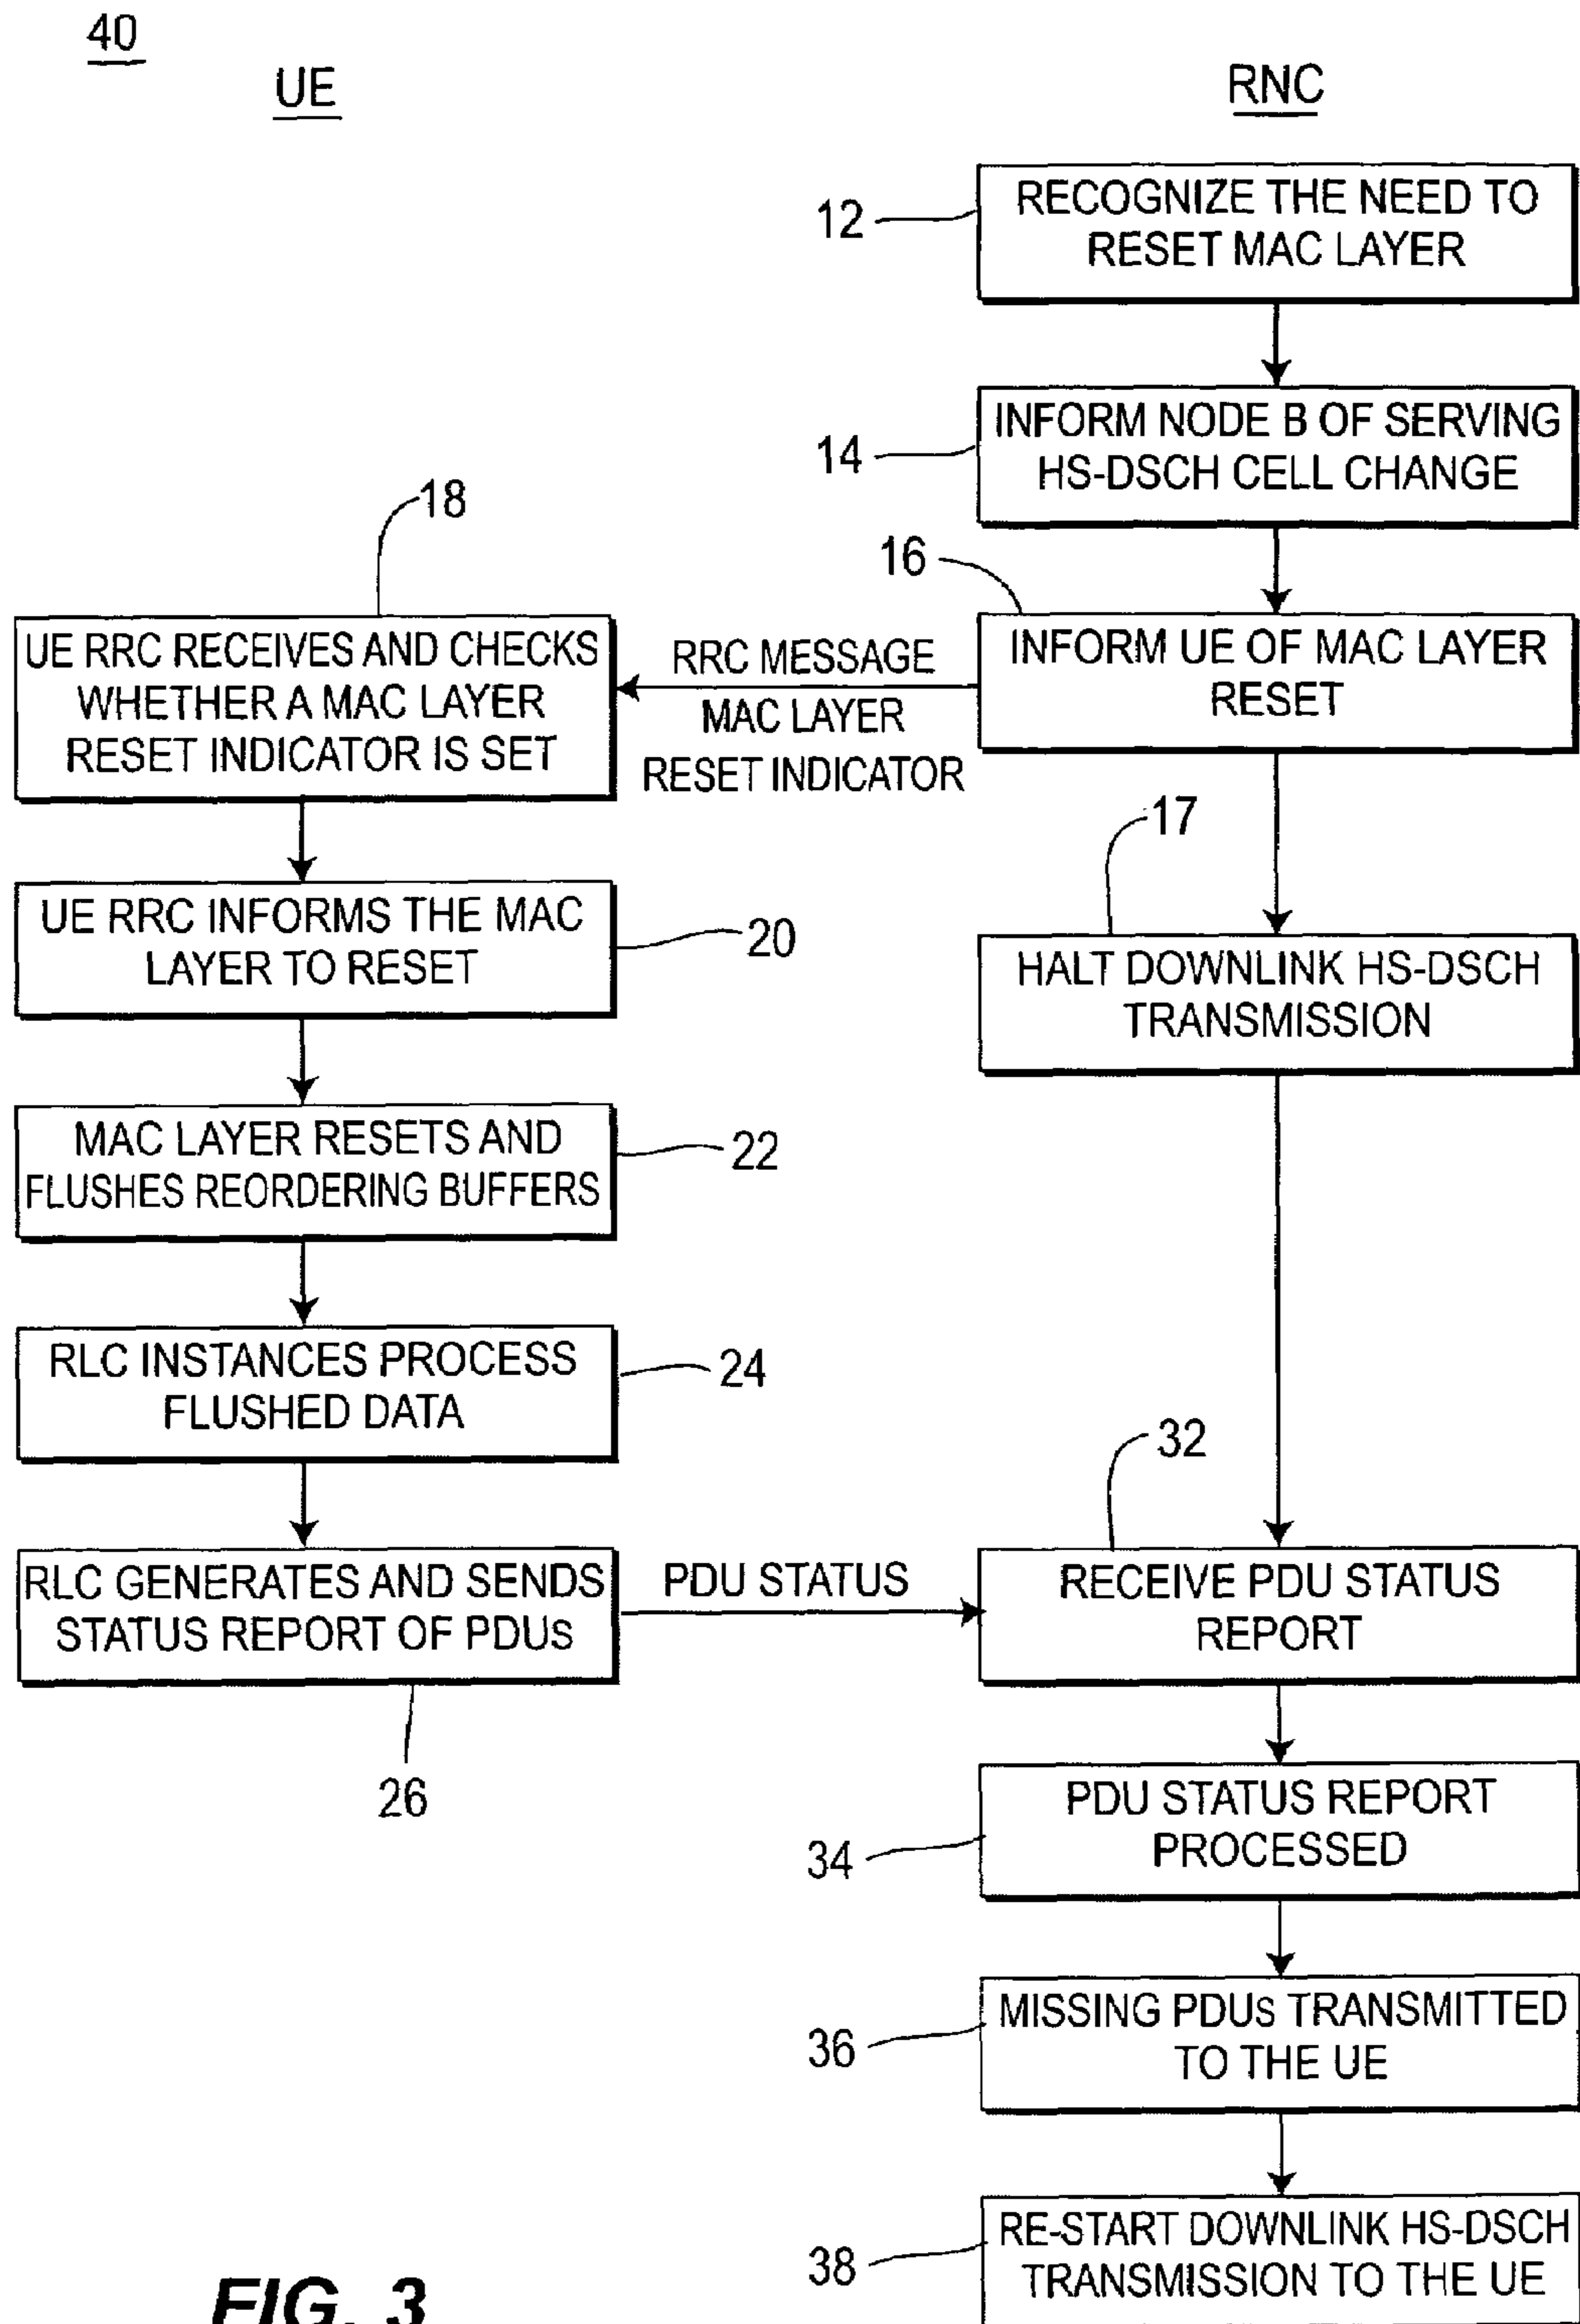 40
UE
RNC
12
RECOGNIZE THE NEED TO
RESET MAC LAYER
14
INFORM NODE B OF SERVING
HS-DSCH CELL CHANGE
18
16
UE RRC RECEIVES AND CHECKS
WHETHER A MAC LAYER
RESET INDICATOR IS SET
RRC MESSAGE
MAC LAYER
RESET INDICATOR
INFORM UE OF MAC LAYER
RESET
17
UE RRC INFORMS THE MAC
LAYER TO RESET
20
HALT DOWNLINK HS-DSCH
TRANSMISSION
MAC LAYER RESETS AND
FLUSHES REORDERING BUFFERS
22
RLC INSTANCES PROCESS
FLUSHED DATA
24
32
RLC GENERATES AND SENDS
STATUS REPORT OF PDUs
PDU STATUS
RECEIVE PDU STATUS
REPORT
26
PDU STATUS REPORT
PROCESSED
34
MISSING PDUs TRANSMITTED
TO THE UE
36
RE-START DOWNLINK HS-DSCH
TRANSMISSION TO THE UE
38
FIG. 3